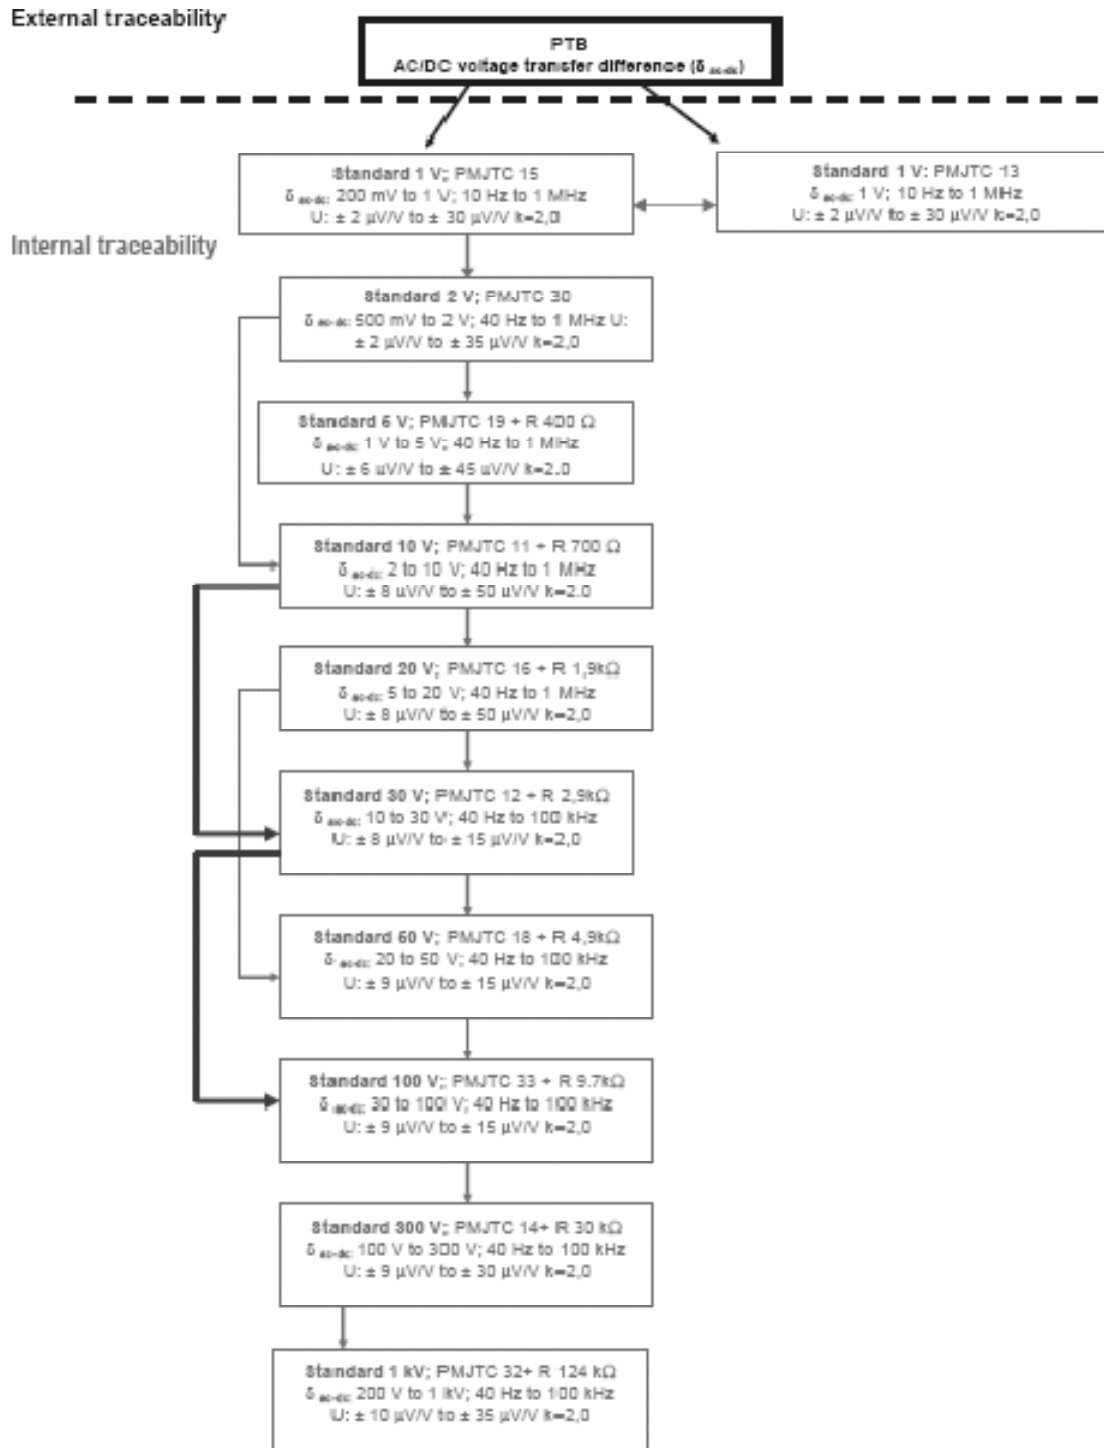 External traceability
PTB
AC/DC voltage transfer difference (δ ac-dc)
Standard 1 V; PMJTC 15
δ ac-dc: 200 mV to 1 V; 10 Hz to 1 MHz
U: ± 2 µV/V to ± 30 µV/V k=2,0
Standard 1 V: PMJTC 13
δ ac-dc: 1 V; 10 Hz to 1 MHz
U: ± 2 µV/V to ± 30 µV/V k=2,0
Internal traceability
Standard 2 V; PMJTC 30
δ ac-dc: 500 mV to 2 V; 40 Hz to 1 MHz U:
± 2 µV/V to ± 35 µV/V k=2,0
Standard 5 V; PMJTC 19 + R 400 Ω
δ ac-dc: 1 V to 5 V; 40 Hz to 1 MHz
U: ± 6 µV/V to ± 45 µV/V k=2.0
Standard 10 V; PMJTC 11 + R 700 Ω
δ ac-dc: 2 to 10 V; 40 Hz to 1 MHz
U: ± 8 µV/V to ± 50 µV/V k=2.0
Standard 20 V; PMJTC 16 + R 1,9kΩ
δ ac-dc: 5 to 20 V; 40 Hz to 1 MHz
U: ± 8 µV/V to ± 50 µV/V k=2,0
Standard 30 V; PMJTC 12 + R 2,9kΩ
δ ac-dc: 10 to 30 V; 40 Hz to 100 kHz
U: ± 8 µV/V to ± 15 µV/V k=2,0
Standard 50 V; PMJTC 18 + R 4,9kΩ
δ ac-dc: 20 to 50 V; 40 Hz to 100 kHz
U: ± 9 µV/V to ± 15 µV/V k=2,0
Standard 100 V; PMJTC 33 + R 9.7kΩ
δ ac-dc: 30 to 100 V; 40 Hz to 100 kHz
U: ± 9 µV/V to ± 15 µV/V k=2,0
Standard 300 V; PMJTC 14+ R 30 kΩ
δ ac-dc: 100 V to 300 V; 40 Hz to 100 kHz
U: ± 9 µV/V to ± 30 µV/V k=2,0
Standard 1 kV; PMJTC 32+ R 124 kΩ
δ ac-dc: 200 V to 1 kV; 40 Hz to 100 kHz
U: ± 10 µV/V to ± 35 µV/V k=2,0